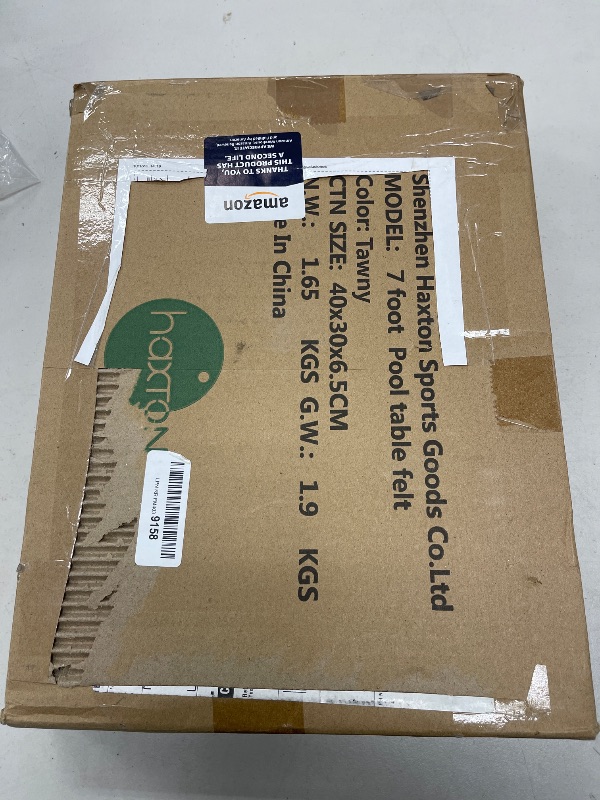 Shenzhen Haxton Sports Goods Co.Ltd
MODEL: 7 foot Pool table felt
Color: Tawny
CTN SIZE: 40x30x6.5CM
N.W.: 1.65 KGS G.W.: 1.9 KGS
e In China
haxton
THANKS TO YOU,
THIS PRODUCT HAS
A SECOND LIFE.
amazon
9158